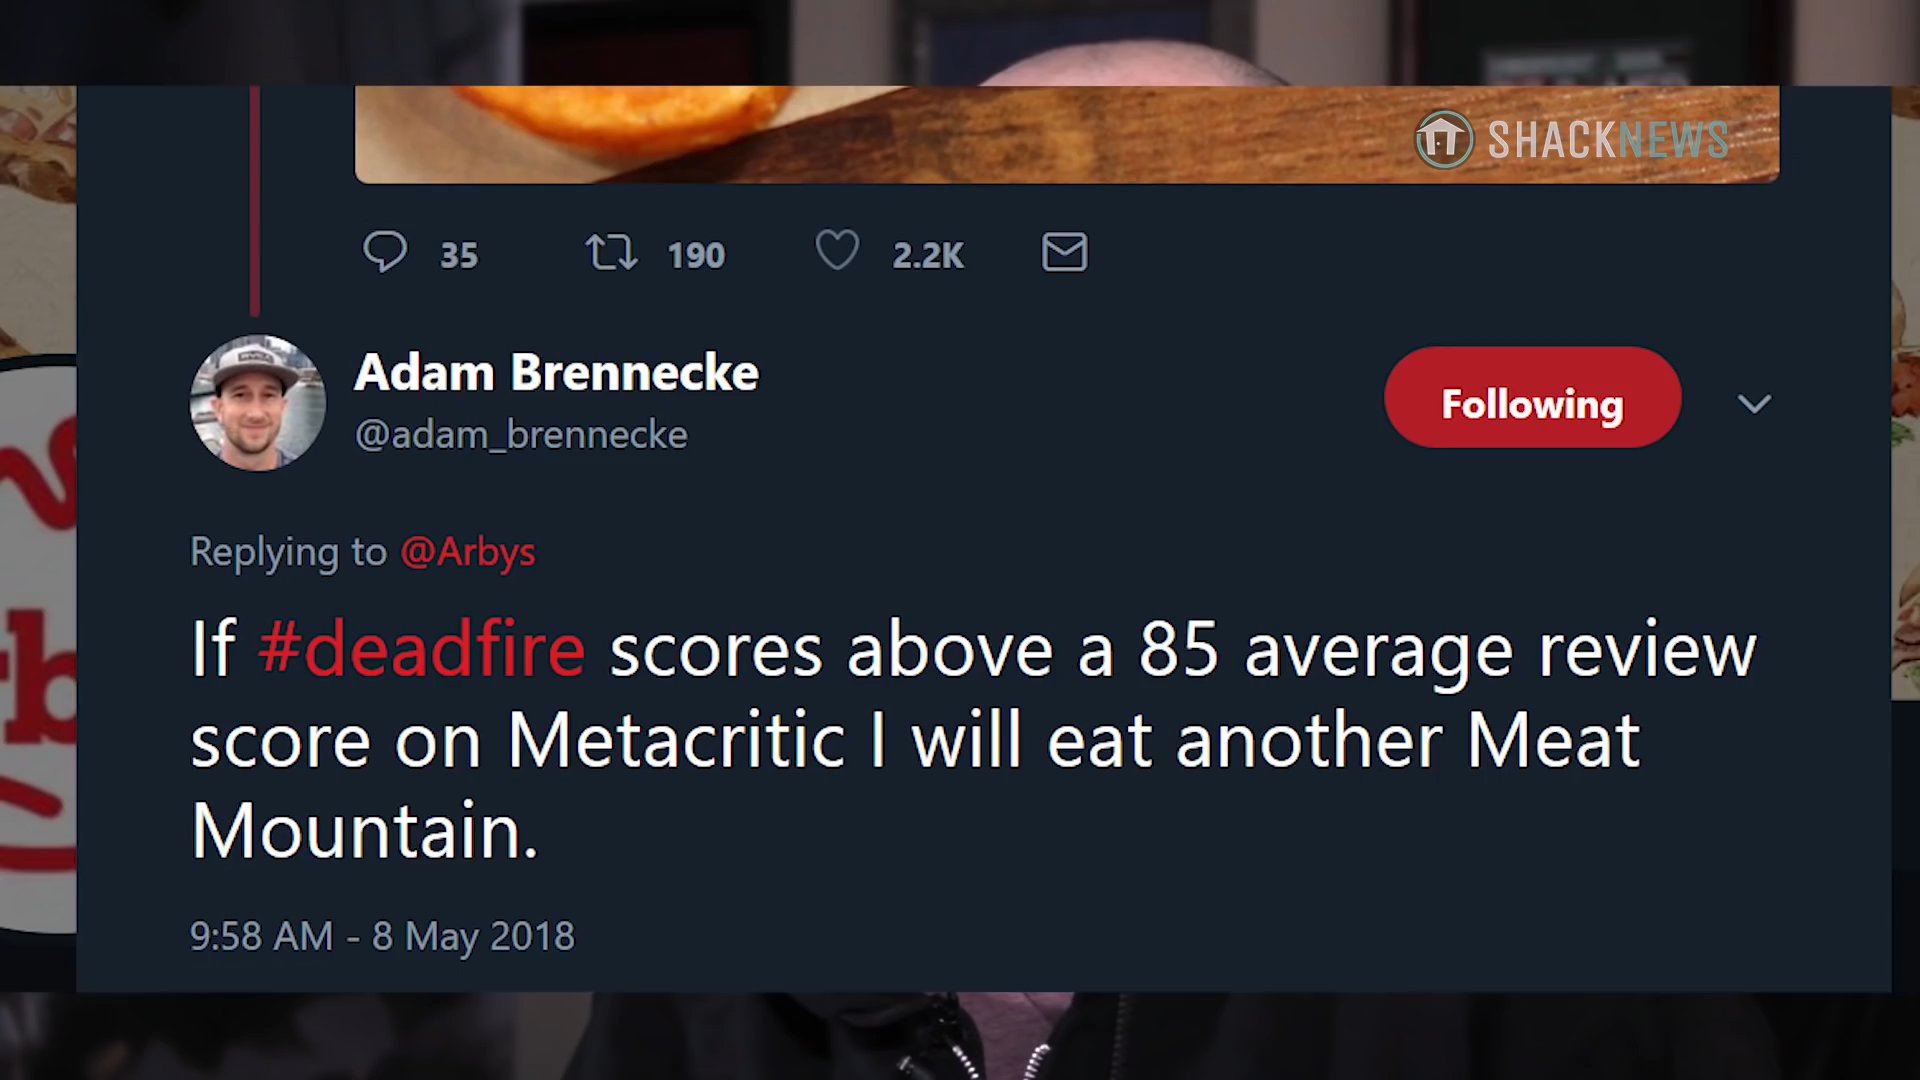 SHACKNEWS
35 190 2.2K
Adam Brennecke
@adam_brennecke
Following
Replying to @Arbys
If #deadfire scores above a 85 average review
score on Metacritic I will eat another Meat
Mountain.
9:58 AM - 8 May 2018